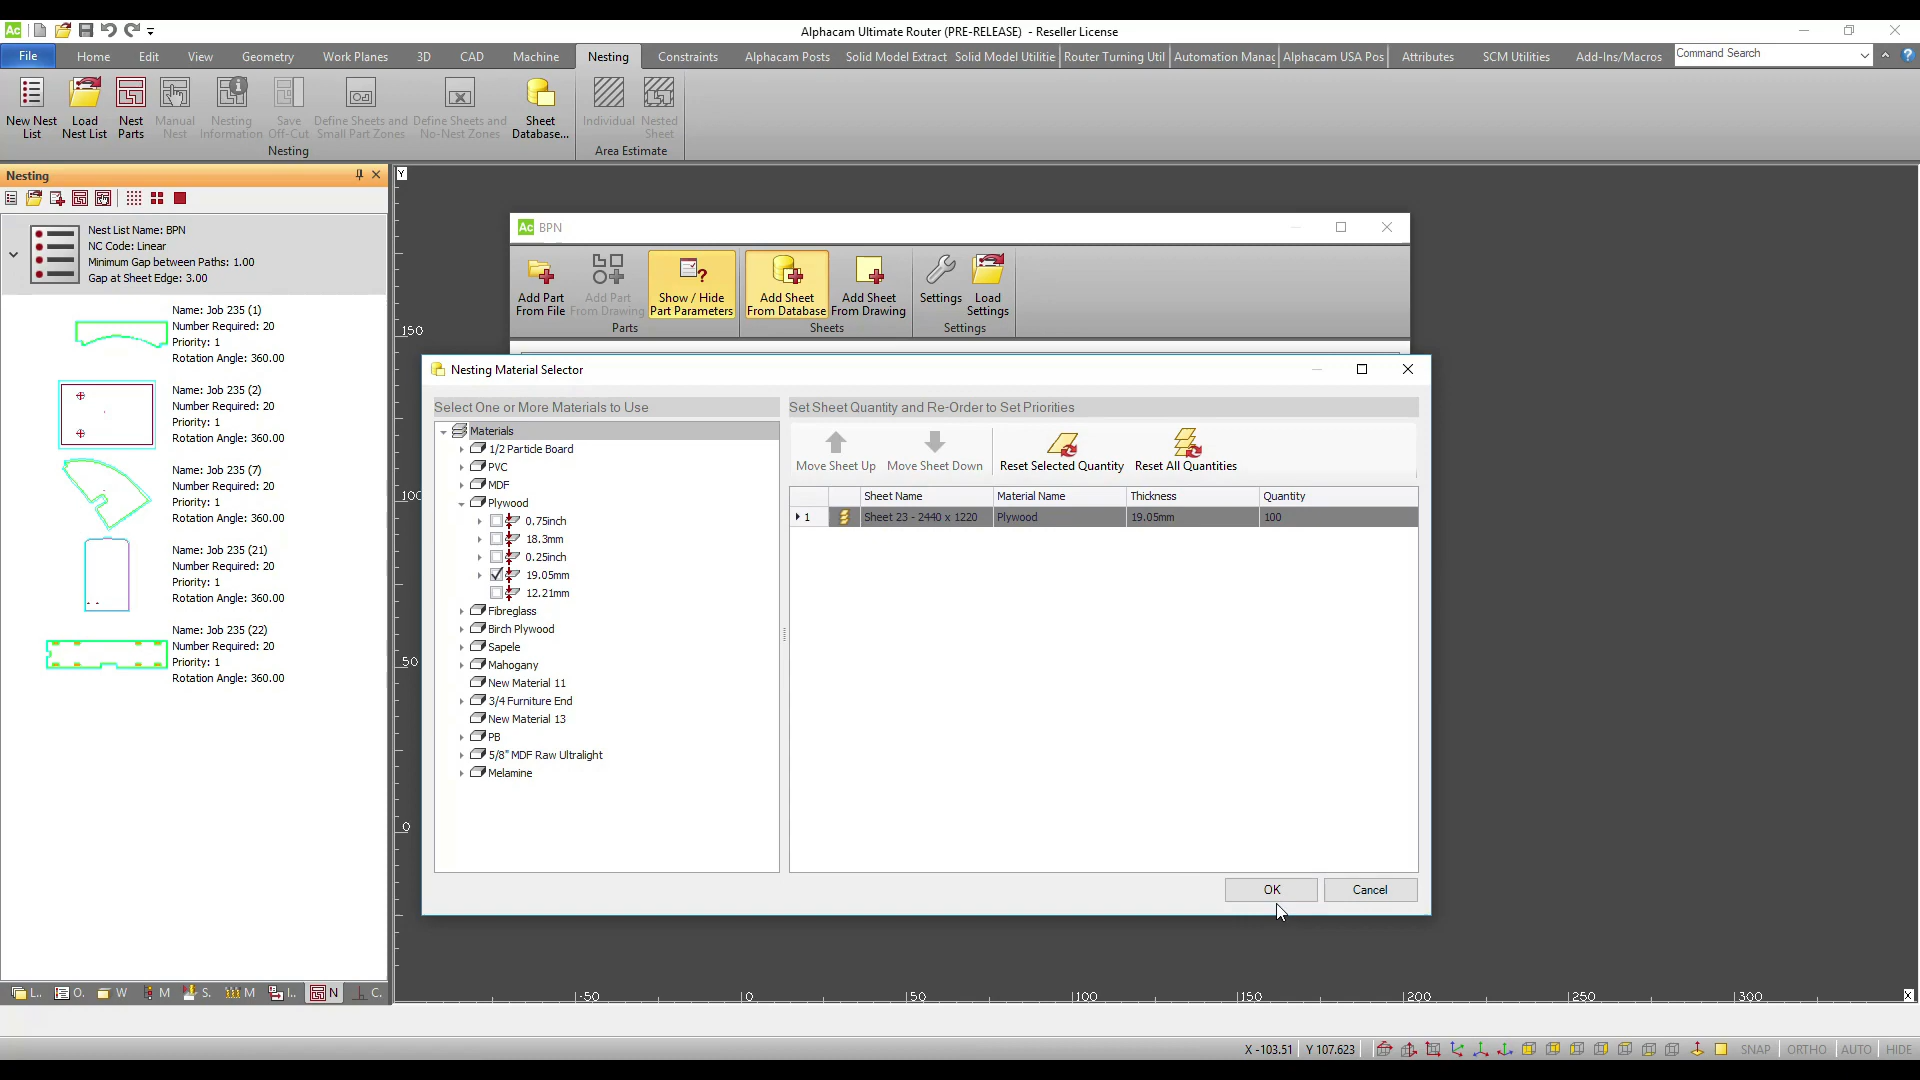 Ac
Alphacam Ultimate Router (PRE-RELEASE)  - Reseller License
File Home Edit View Geometry Work Planes 3D CAD Machine Nesting Constraints Alphacam Posts Solid Model Extract Solid Model Utilitie Router Turning Util Automation Manag Alphacam USA Pos Attributes SCM Utilities Add-Ins/Macros Command Search
New Nest List
Load Nest List
Nest Parts
Manual Nest
Nesting Information
Save Off-Cut
Define Sheets and Small Part Zones
Define Sheets and No-Nest Zones
Sheet Database...
Individual
Nested Sheet
Nesting
Area Estimate
Nesting
Nest List Name: BPN
NC Code: Linear
Minimum Gap between Paths: 1.00
Gap at Sheet Edge: 3.00
Name: Job 235 (1)
Number Required: 20
Priority: 1
Rotation Angle: 360.00
Name: Job 235 (2)
Number Required: 20
Priority: 1
Rotation Angle: 360.00
Name: Job 235 (7)
Number Required: 20
Priority: 1
Rotation Angle: 360.00
Name: Job 235 (21)
Number Required: 20
Priority: 1
Rotation Angle: 360.00
Name: Job 235 (22)
Number Required: 20
Priority: 1
Rotation Angle: 360.00
L.. O. W M S. M I.. N C.
Y
150
100
50
0
-50 0 50 100 150 200 250 300 X
Ac BPN
Add Part From File
Add Part From Drawing
Show / Hide Part Parameters
Add Sheet From Database
Add Sheet From Drawing
Settings
Load Settings
Parts
Sheets
Settings
Nesting Material Selector
Select One or More Materials to Use
Materials
1/2 Particle Board
PVC
MDF
Plywood
0.75inch
18.3mm
0.25inch
19.05mm
12.21mm
Fibreglass
Birch Plywood
Sapele
Mahogany
New Material 11
3/4 Furniture End
New Material 13
PB
5/8" MDF Raw Ultralight
Melamine
Set Sheet Quantity and Re-Order to Set Priorities
Move Sheet Up
Move Sheet Down
Reset Selected Quantity
Reset All Quantities
Sheet Name Material Name Thickness Quantity
1 Sheet 23 - 2440 x 1220 Plywood 19.05mm 100
OK
Cancel
X -103.51 Y 107.623 SNAP ORTHO AUTO HIDE